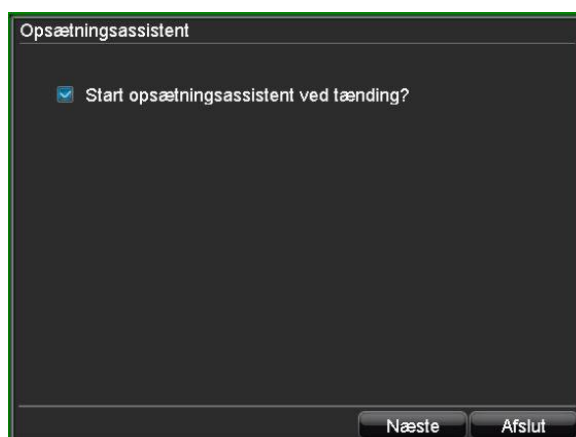 Opsætningsassistent
Start opsætningsassistent ved tænding?
Næste Afslut